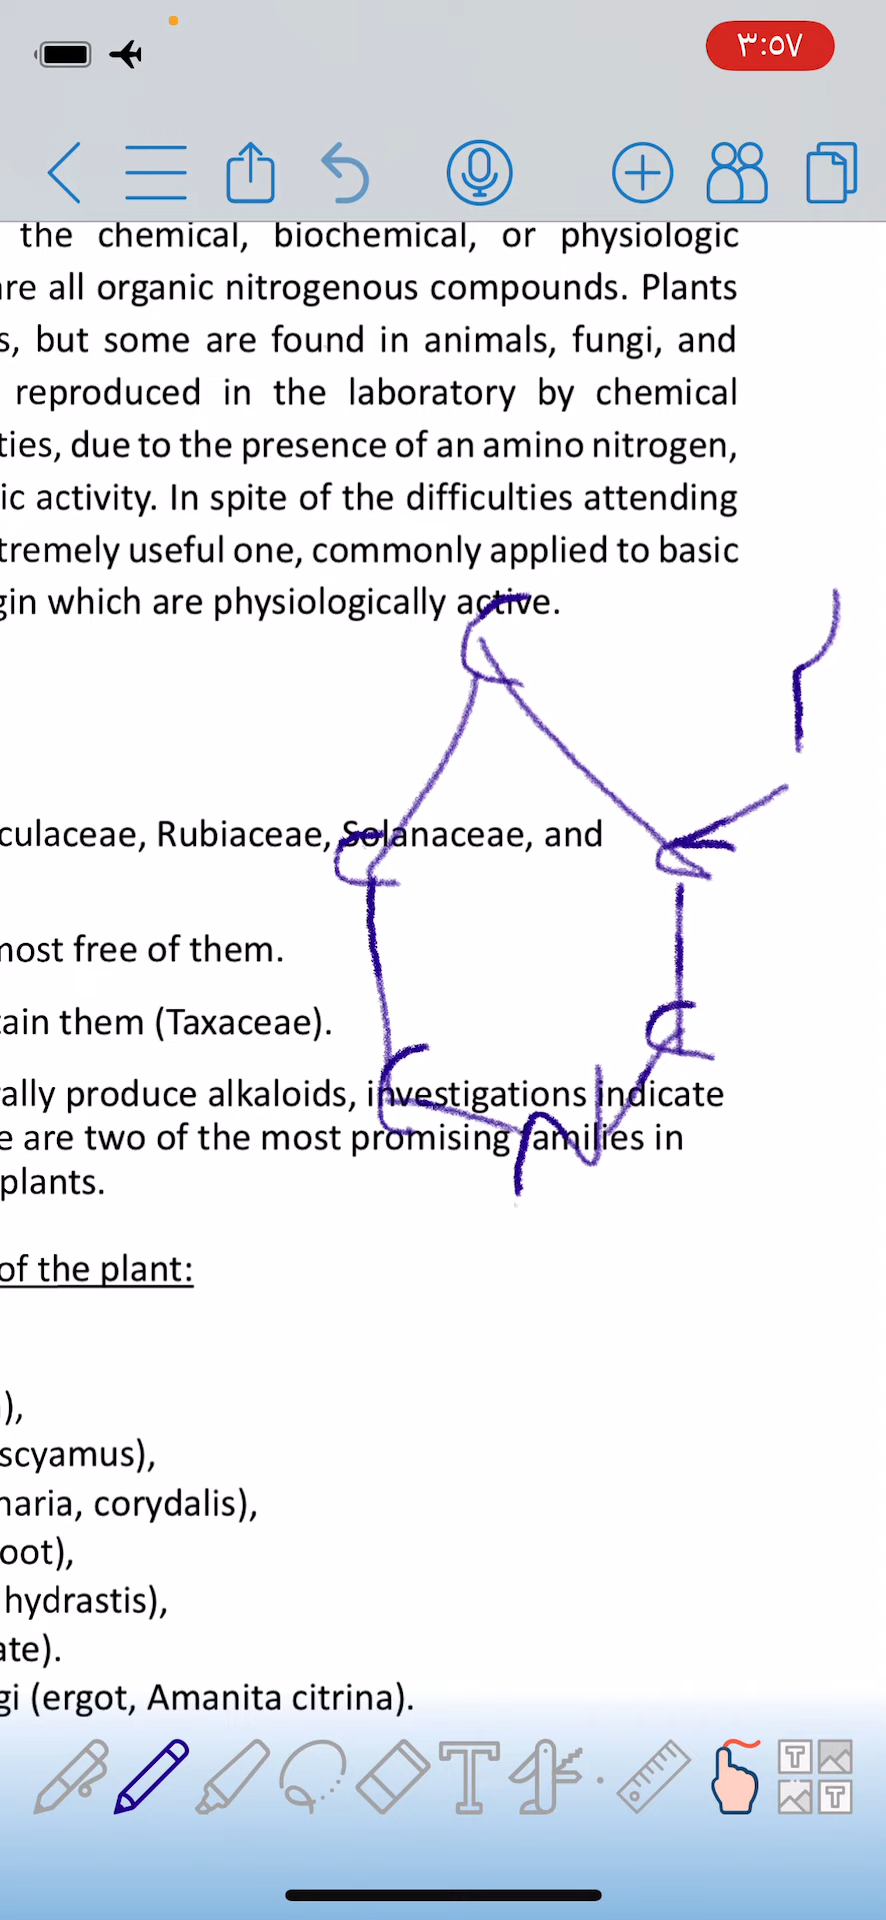 ٣:٥٧
the chemical, biochemical, or physiologic
are all organic nitrogenous compounds. Plants
s, but some are found in animals, fungi, and
reproduced in the laboratory by chemical
ties, due to the presence of an amino nitrogen,
ic activity. In spite of the difficulties attending
tremely useful one, commonly applied to basic
gin which are physiologically active.
C
culaceae, Rubiaceae, Solanaceae, and
C C
most free of them.
tain them (Taxaceae).
C C
ally produce alkaloids, investigations indicate
e are two of the most promising families in
N
plants.
of the plant:
),
scyamus),
naria, corydalis),
oot),
hydrastis),
ate).
gi (ergot, Amanita citrina).
T T
T